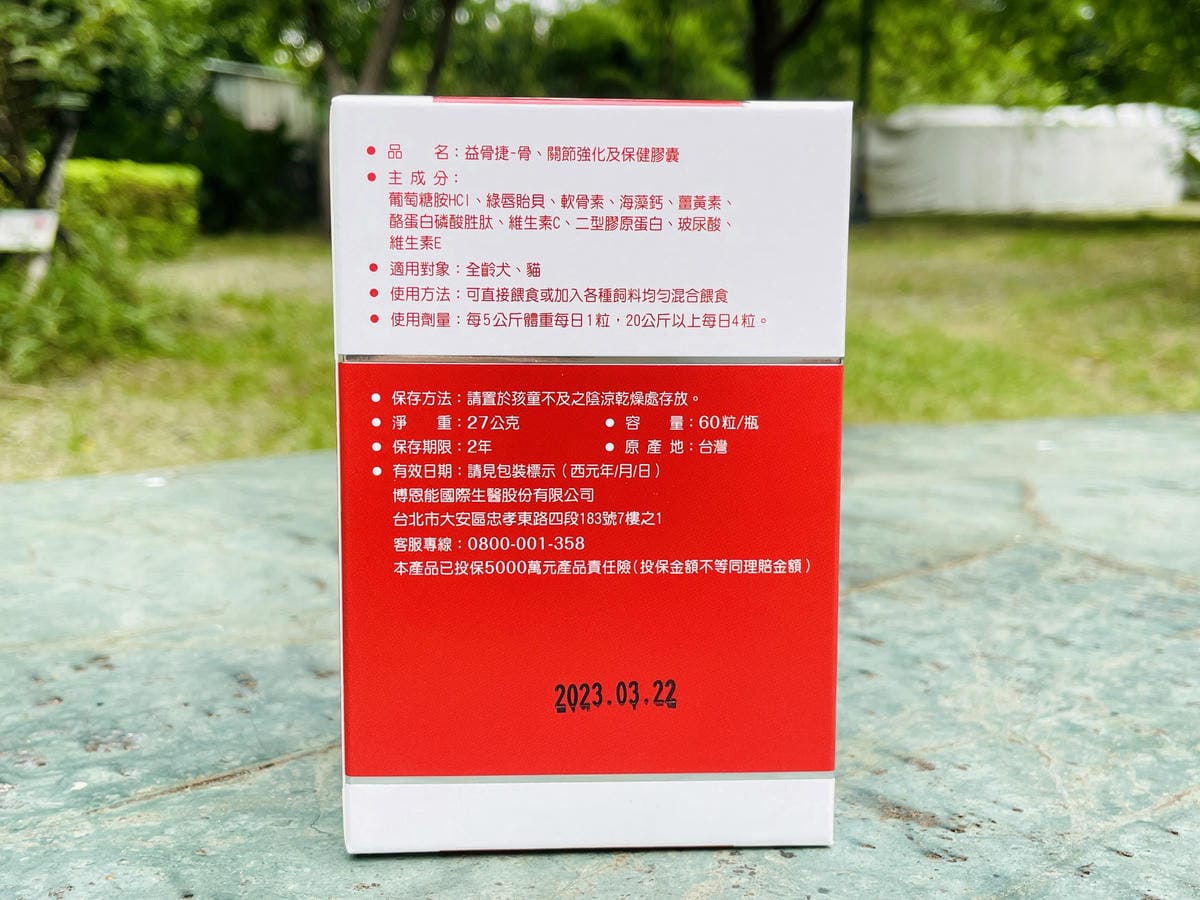 ● 品　　名：益骨捷-骨、關節強化及保健膠囊
● 主 成 分：
葡萄糖胺HCl、綠唇貽貝、軟骨素、海藻鈣、薑黃素、
酪蛋白磷酸胜肽、維生素C、二型膠原蛋白、玻尿酸、
維生素E
● 適用對象：全齡犬、貓
● 使用方法：可直接餵食或加入各種飼料均勻混合餵食
● 使用劑量：每5公斤體重每日1粒，20公斤以上每日4粒。
● 保存方法：請置於孩童不及之陰涼乾燥處存放。
● 淨　　重：27公克　● 容　　量：60粒/瓶
● 保存期限：2年　● 原 產 地：台灣
● 有效日期：請見包裝標示（西元年/月/日）
博恩能國際生醫股份有限公司
台北市大安區忠孝東路四段183號7樓之1
客服專線：0800-001-358
本產品已投保5000萬元產品責任險(投保金額不等同理賠金額)
2023.03.22